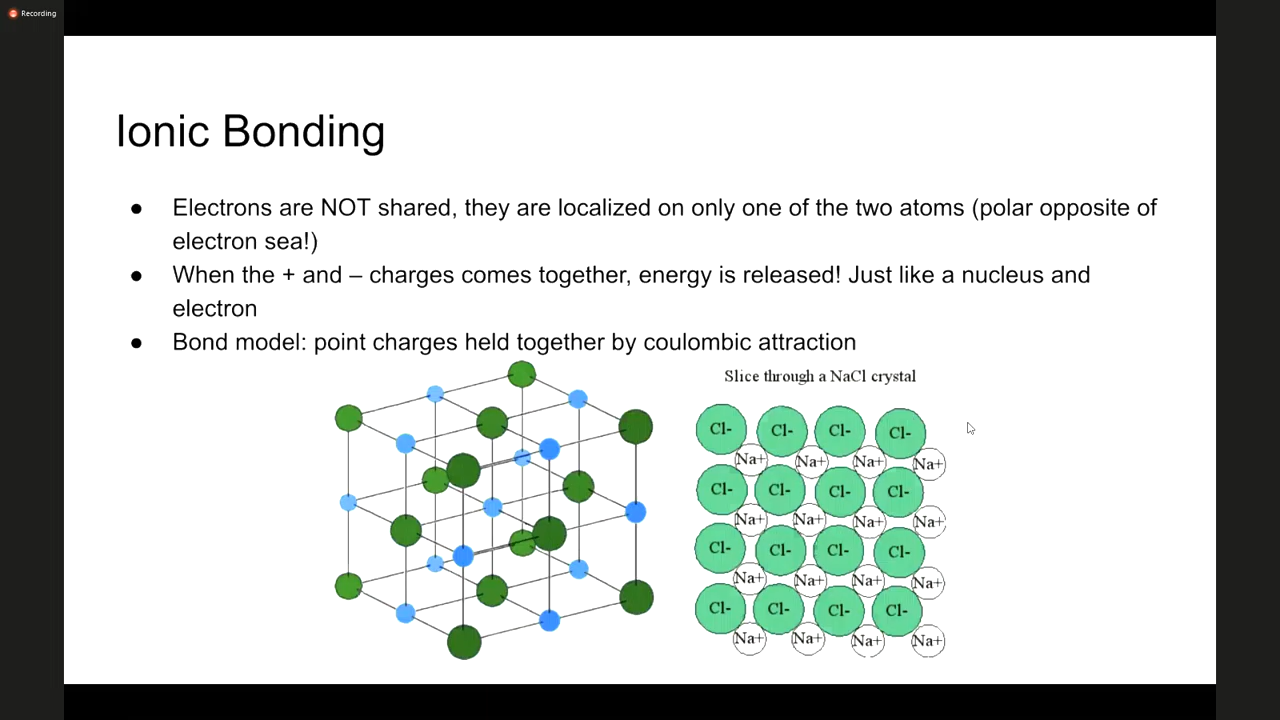 Recording
Ionic Bonding
● Electrons are NOT shared, they are localized on only one of the two atoms (polar opposite of
electron sea!)
● When the + and – charges comes together, energy is released! Just like a nucleus and
electron
● Bond model: point charges held together by coulombic attraction
Slice through a NaCl crystal
Cl- Cl- Cl- Cl-
Na+ Na+ Na+ Na+
Cl- Cl- Cl- Cl-
Na+ Na+ Na+ Na+
Cl- Cl- Cl- Cl-
Na+ Na+ Na+ Na+
Cl- Cl- Cl- Cl-
Na+ Na+ Na+ Na+